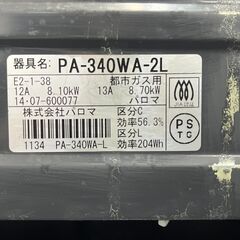 器具名: PA-340WA-2L
E2-1-38 都市ガス用
12A 8.10kW 13A 8.70kW
14·07-600077 パロマ
株式会社パロマ 区分C
効率56.3%
区分L
1134 PA-340WA-L 効率204Wh
PS
TG